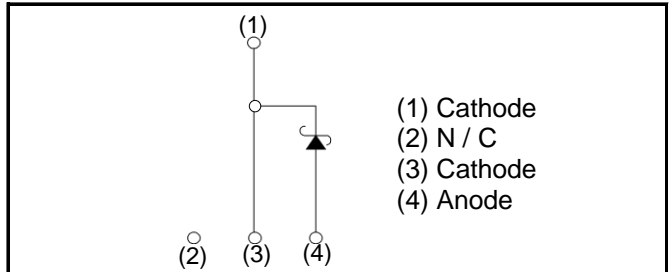 (1)
(1) Cathode
(2) N / C
(3) Cathode
(4) Anode
(2) (3) (4)